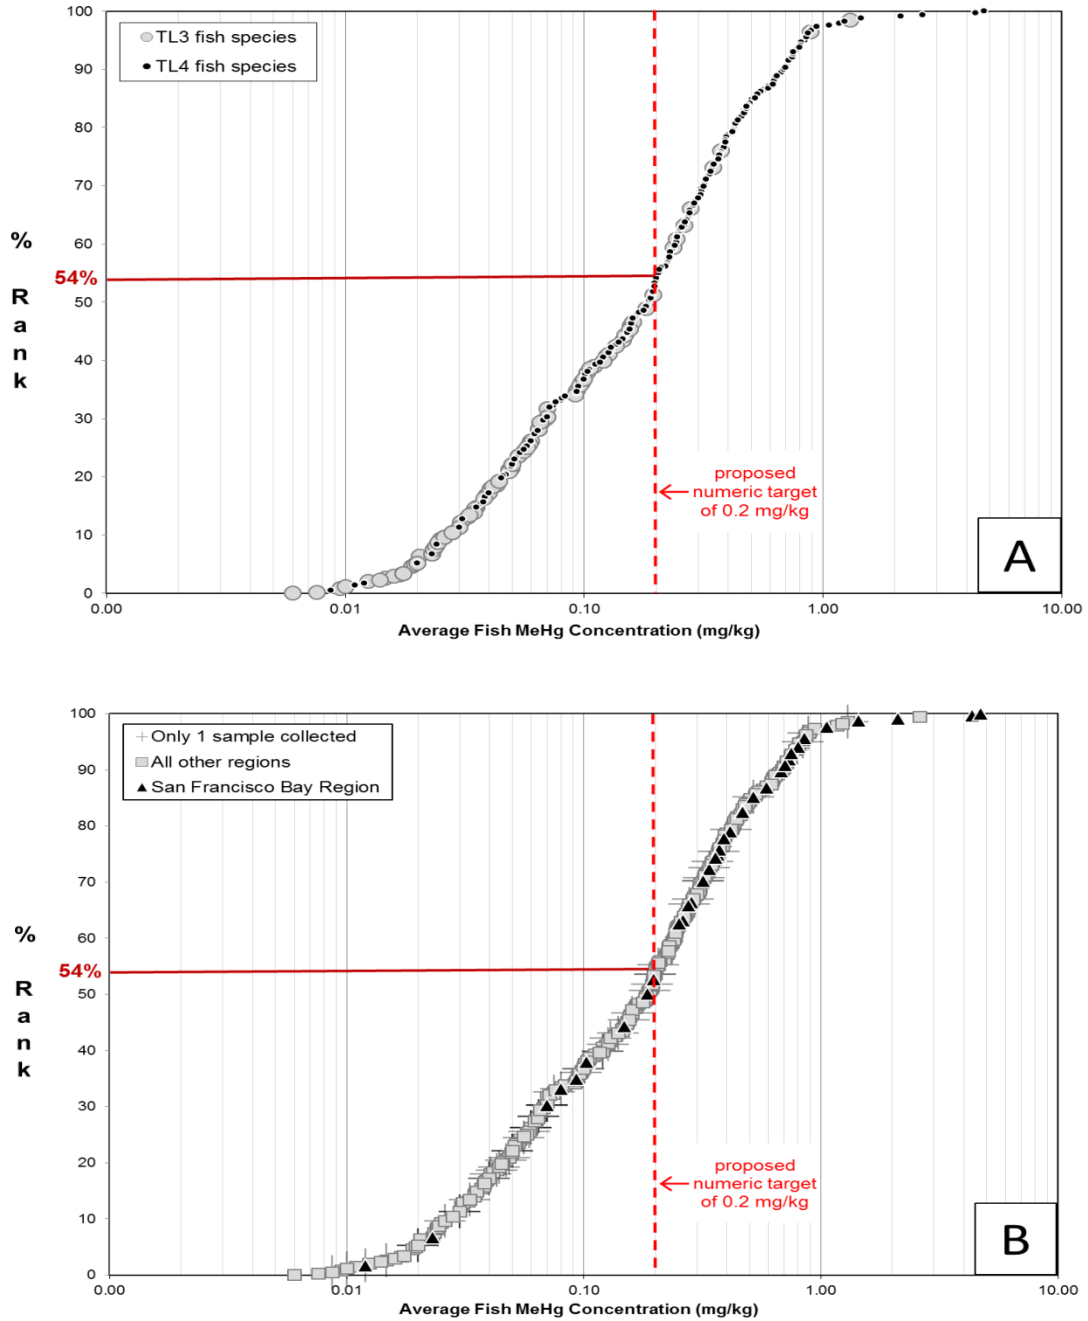 100
90
80
70
60
50
40
30
20
10
0
TL3 fish species
TL4 fish species
%
R
a
n
k
54%
proposed
numeric target
of 0.2 mg/kg
A
0.00
0.01
0.10
1.00
10.00
Average Fish MeHg Concentration (mg/kg)
100
90
80
70
60
50
40
30
20
10
0
Only 1 sample collected
All other regions
San Francisco Bay Region
%
R
a
n
k
54%
proposed
numeric target
of 0.2 mg/kg
B
0.00
0.01
0.10
1.00
10.00
Average Fish MeHg Concentration (mg/kg)